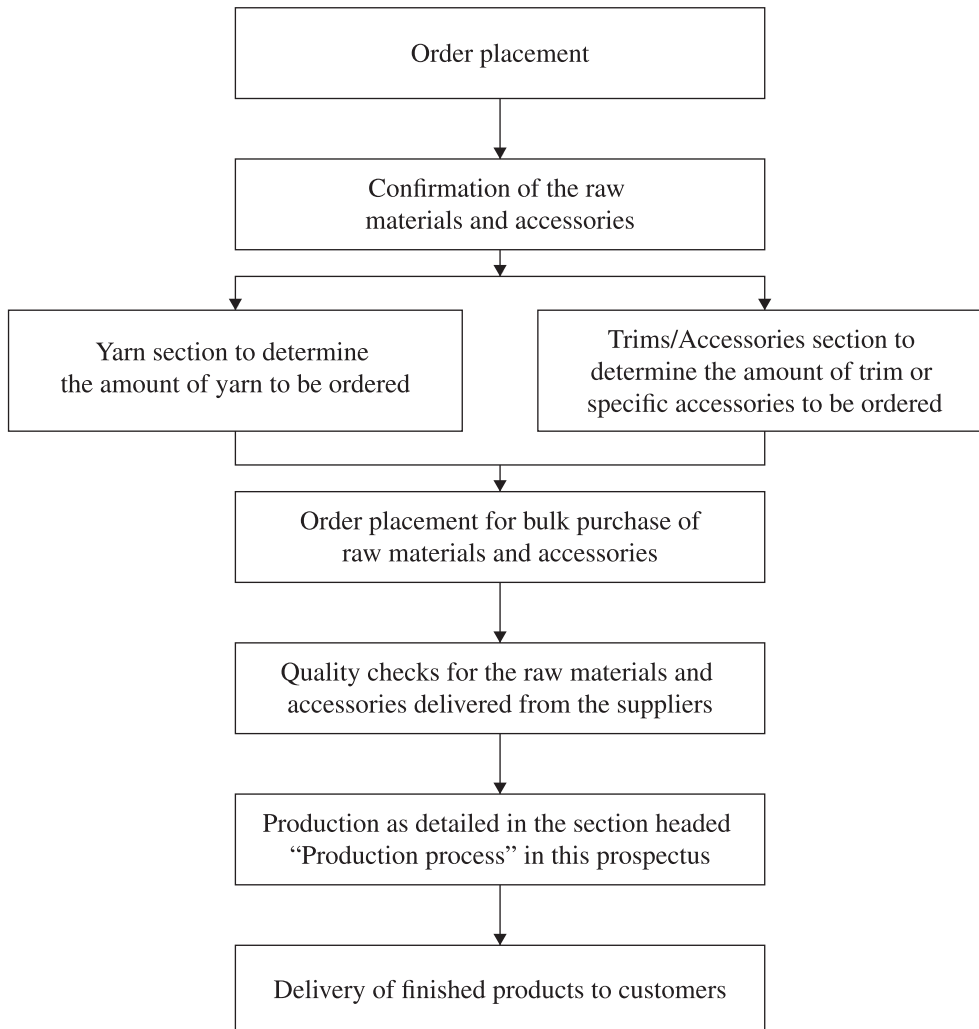 Order placement
Confirmation of the raw
materials and accessories
Yarn section to determine
the amount of yarn to be ordered
Trims/Accessories section to
determine the amount of trim or
specific accessories to be ordered
Order placement for bulk purchase of
raw materials and accessories
Quality checks for the raw materials and
accessories delivered from the suppliers
Production as detailed in the section headed
“Production process” in this prospectus
Delivery of finished products to customers